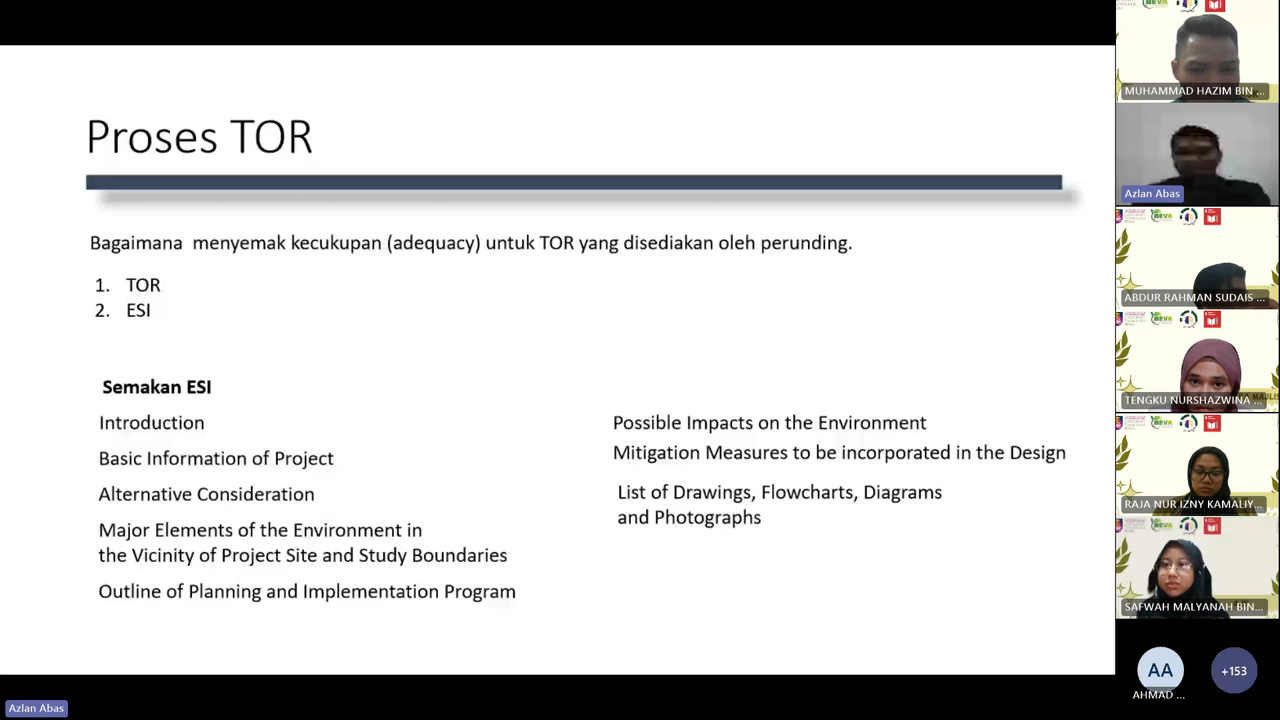 Proses TOR
Bagaimana menyemak kecukupan (adequacy) untuk TOR yang disediakan oleh perunding.
1. TOR
2. ESI
Semakan ESI
Introduction
Basic Information of Project
Alternative Consideration
Major Elements of the Environment in
the Vicinity of Project Site and Study Boundaries
Outline of Planning and Implementation Program
Possible Impacts on the Environment
Mitigation Measures to be incorporated in the Design
List of Drawings, Flowcharts, Diagrams
and Photographs
MUHAMMAD HAZIM BIN ...
Azlan Abas
BEVA
ABDUR RAHMAN SUDAIS ...
BEVA
TENGKU NURSHAZWINA ...
BEVA
RAJA NUR IZNY KAMALIY...
SAFWAH MALYANAH BIN...
AA
AHMAD ...
+153
Azlan Abas